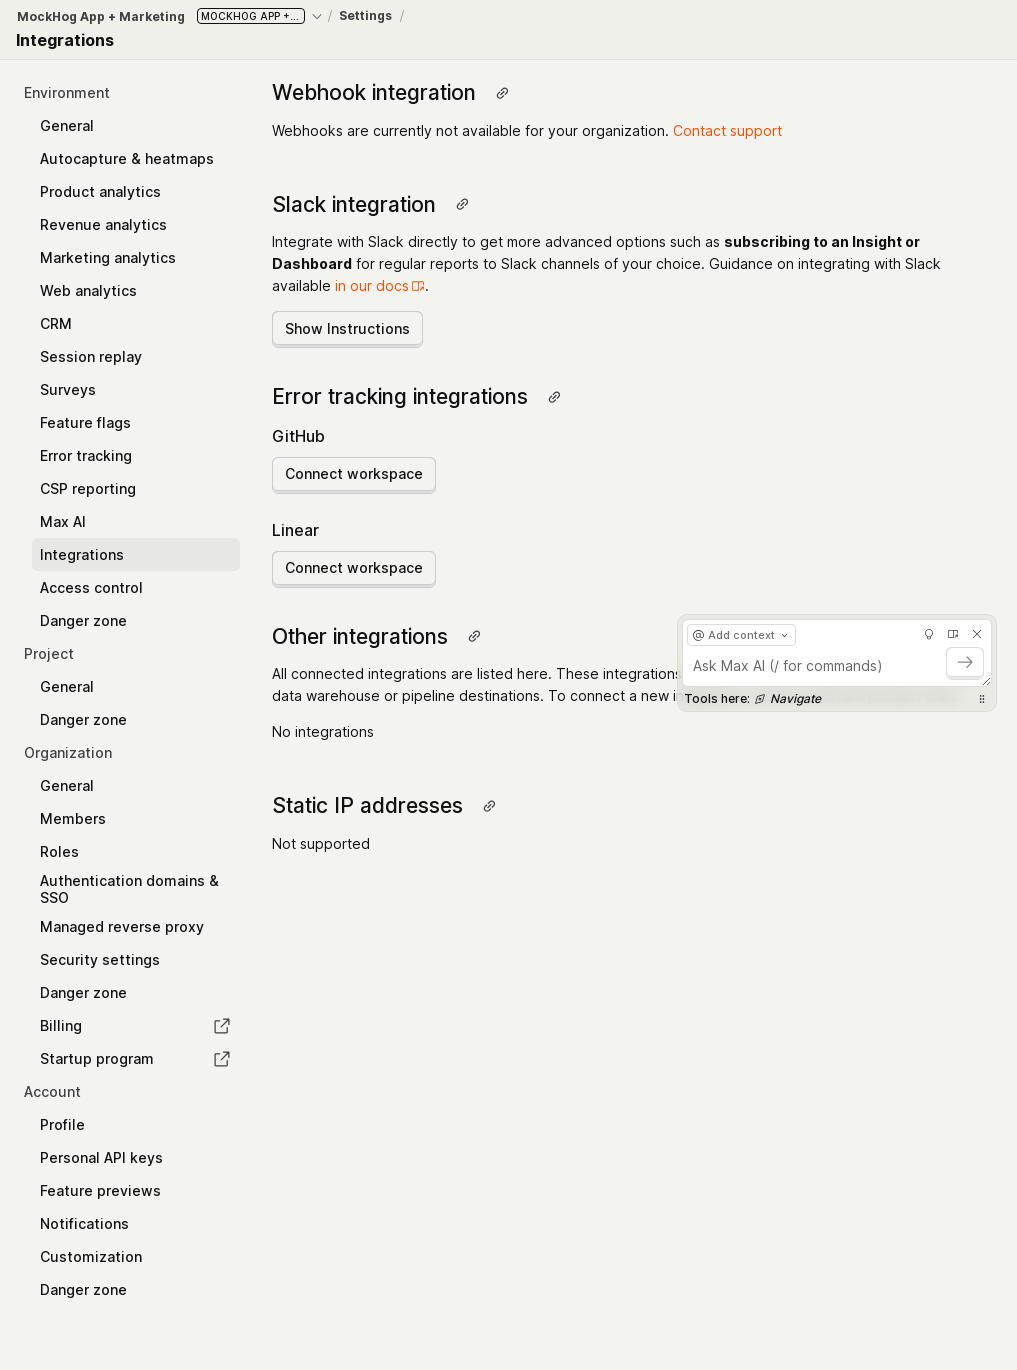 MockHog App + Marketing MOCKHOG APP +... / Settings /
Integrations
Environment
General
Autocapture & heatmaps
Product analytics
Revenue analytics
Marketing analytics
Web analytics
CRM
Session replay
Surveys
Feature flags
Error tracking
CSP reporting
Max AI
Integrations
Access control
Danger zone
Project
General
Danger zone
Organization
General
Members
Roles
Authentication domains &
SSO
Managed reverse proxy
Security settings
Danger zone
Billing
Startup program
Account
Profile
Personal API keys
Feature previews
Notifications
Customization
Danger zone
Webhook integration
Webhooks are currently not available for your organization. Contact support
Slack integration
Integrate with Slack directly to get more advanced options such as subscribing to an Insight or
Dashboard for regular reports to Slack channels of your choice. Guidance on integrating with Slack
available in our docs.
Show Instructions
Error tracking integrations
GitHub
Connect workspace
Linear
Connect workspace
Other integrations
All connected integrations are listed here. These integrations
data warehouse or pipeline destinations. To connect a new
No integrations
Static IP addresses
Not supported
@ Add context
Ask Max AI (/ for commands)
Tools here: Navigate